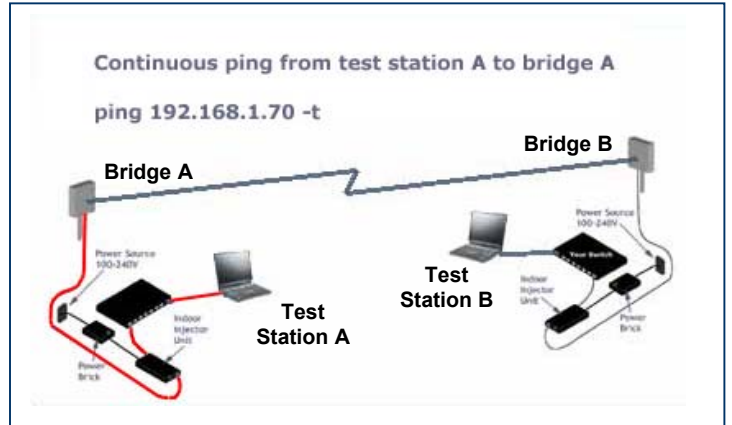 Continuous ping from test station A to bridge A
ping 192.168.1.70 -t
Bridge B
Bridge A
Power Source
100-240V
Test
Station A
Indoor
Injector
Unit
Power
Brick
Power Source
100-240V
Your Switch
Test
Station B
Indoor
Injector
Unit
Power
Brick